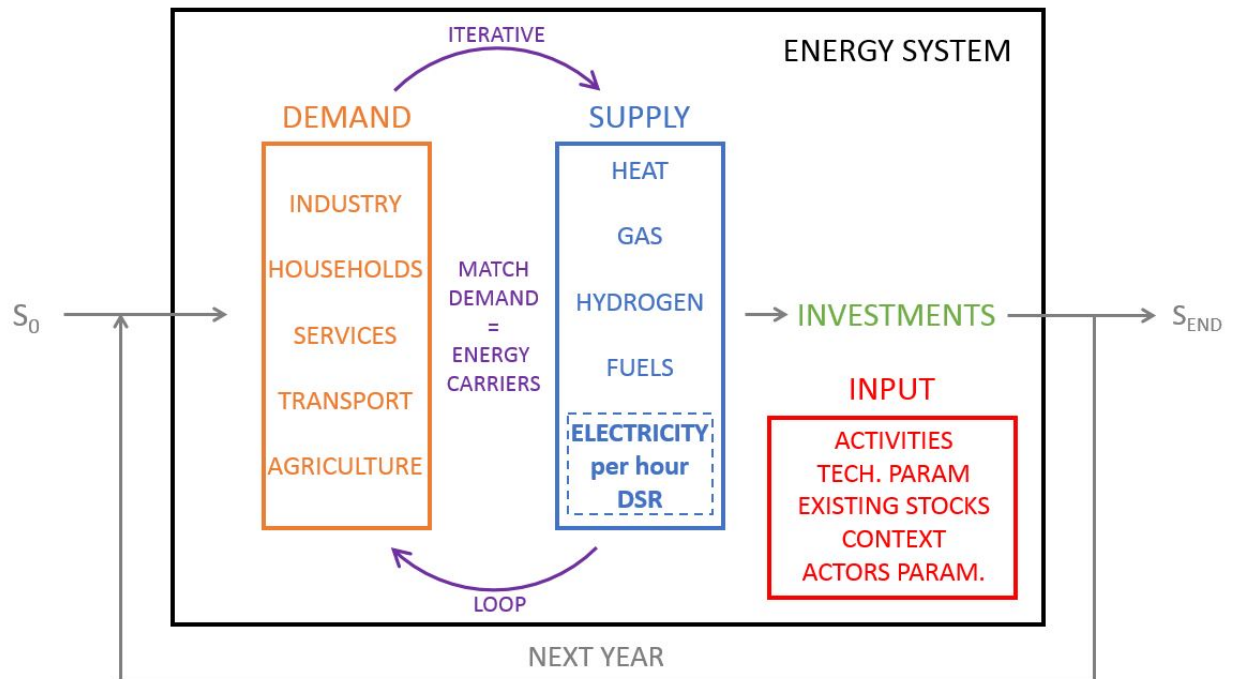 ITERATIVE
ENERGY SYSTEM
DEMAND
SUPPLY
INDUSTRY
HOUSEHOLDS
SERVICES
TRANSPORT
AGRICULTURE
MATCH
DEMAND
=
ENERGY
CARRIERS
HEAT
GAS
HYDROGEN
FUELS
ELECTRICITY
per hour
DSR
S0
INVESTMENTS
SEND
INPUT
ACTIVITIES
TECH. PARAM
EXISTING STOCKS
CONTEXT
ACTORS PARAM.
LOOP
NEXT YEAR